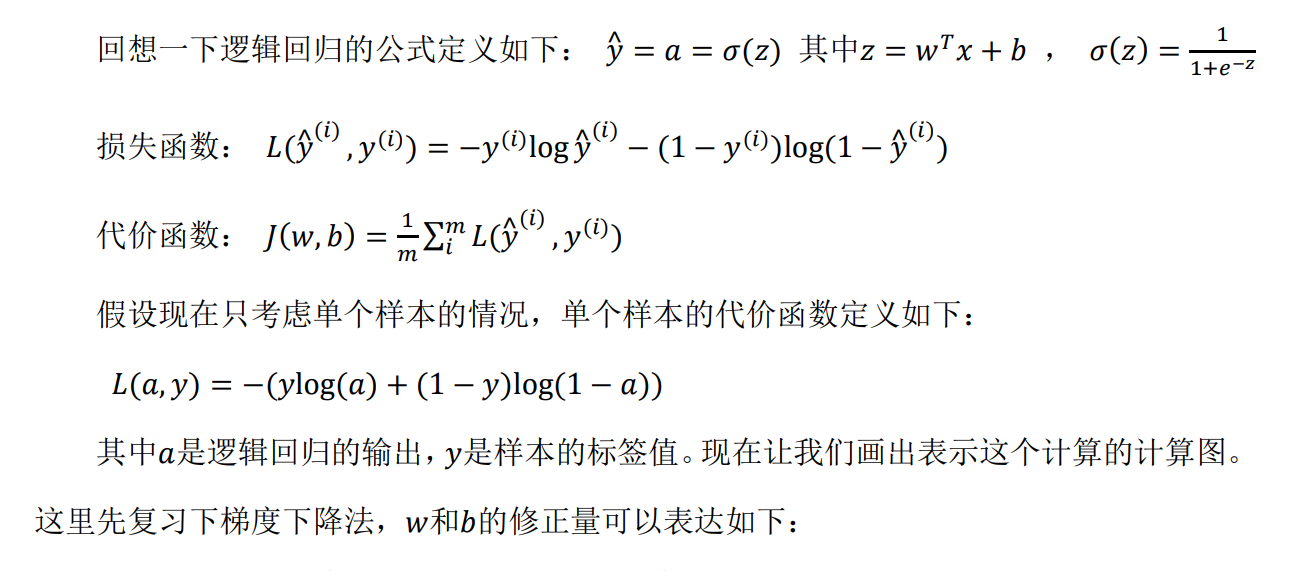 回想一下逻辑回归的公式定义如下： ŷ = a = σ(z) 其中z = wᵀx + b ， σ(z) = 1/(1+e⁻ᶻ)
损失函数： L(ŷ⁽ⁱ⁾, y⁽ⁱ⁾) = −y⁽ⁱ⁾log ŷ⁽ⁱ⁾ − (1 − y⁽ⁱ⁾)log(1 − ŷ⁽ⁱ⁾)
代价函数： J(w, b) = 1/m ∑ᵢᵐ L(ŷ⁽ⁱ⁾, y⁽ⁱ⁾)
假设现在只考虑单个样本的情况，单个样本的代价函数定义如下：
L(a, y) = −(ylog(a) + (1 − y)log(1 − a))
其中a是逻辑回归的输出，y是样本的标签值。现在让我们画出表示这个计算的计算图。
这里先复习下梯度下降法，w和b的修正量可以表达如下：